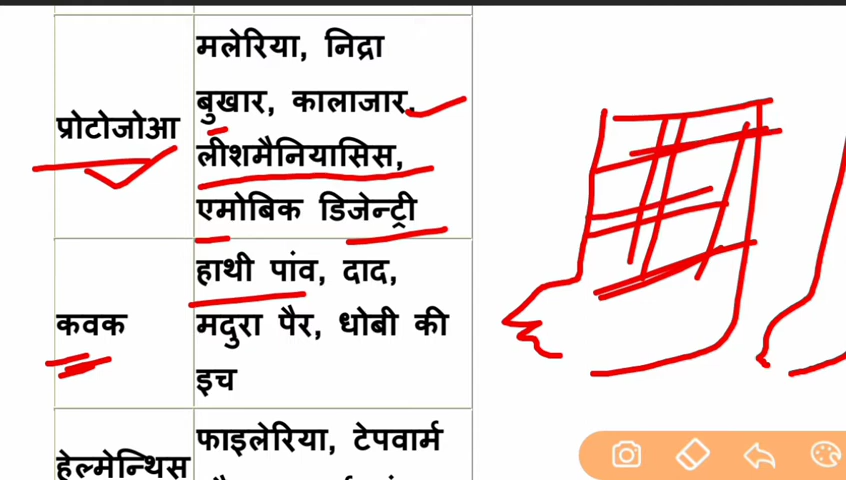 मलेरिया, निद्रा
बुखार, कालाजार,
प्रोटोजोआ
लीशमैनियासिस,
एमोबिक डिजेन्ट्री
हाथी पांव, दाद,
कवक
मदुरा पैर, धोबी की
इच
फाइलेरिया, टेपवार्म
हेल्मेन्थिस